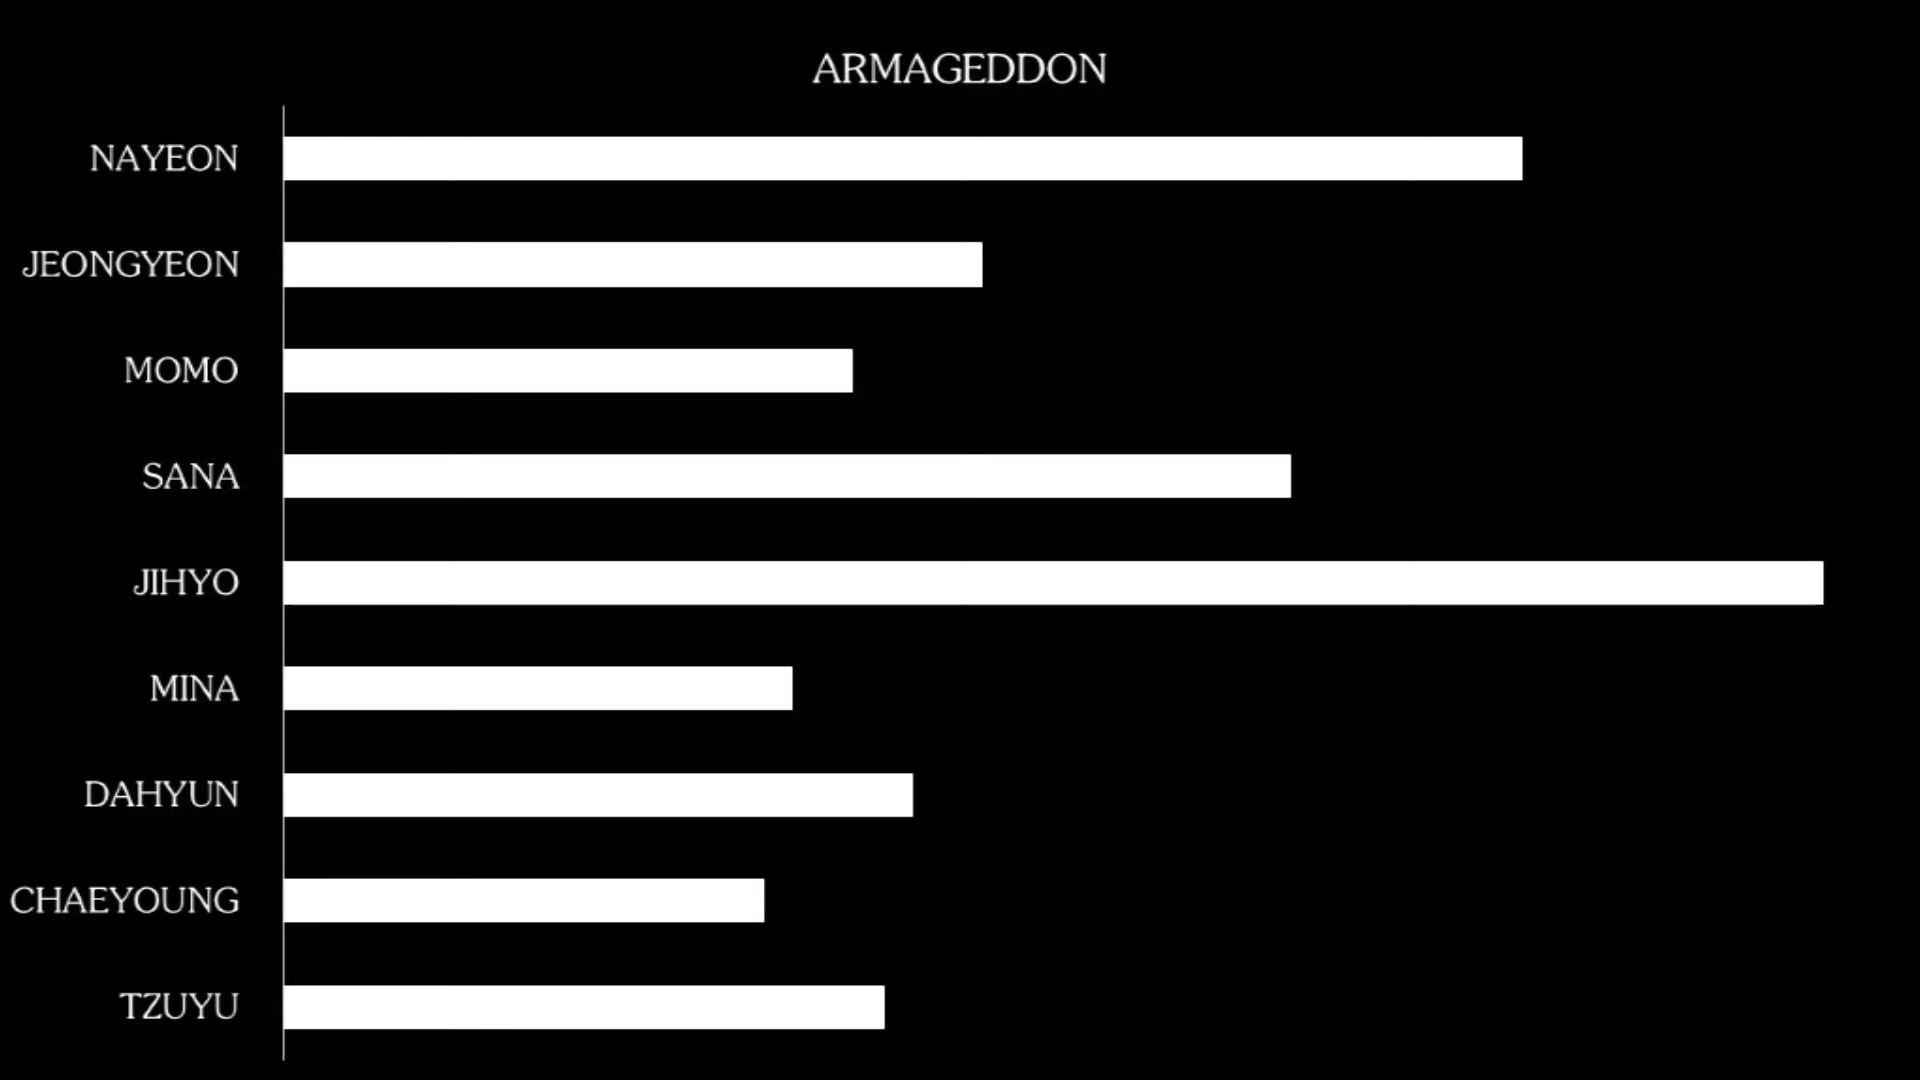 ARMAGEDDON
NAYEON
JEONGYEON
MOMO
SANA
JIHYO
MINA
DAHYUN
CHAEYOUNG
TZUYU